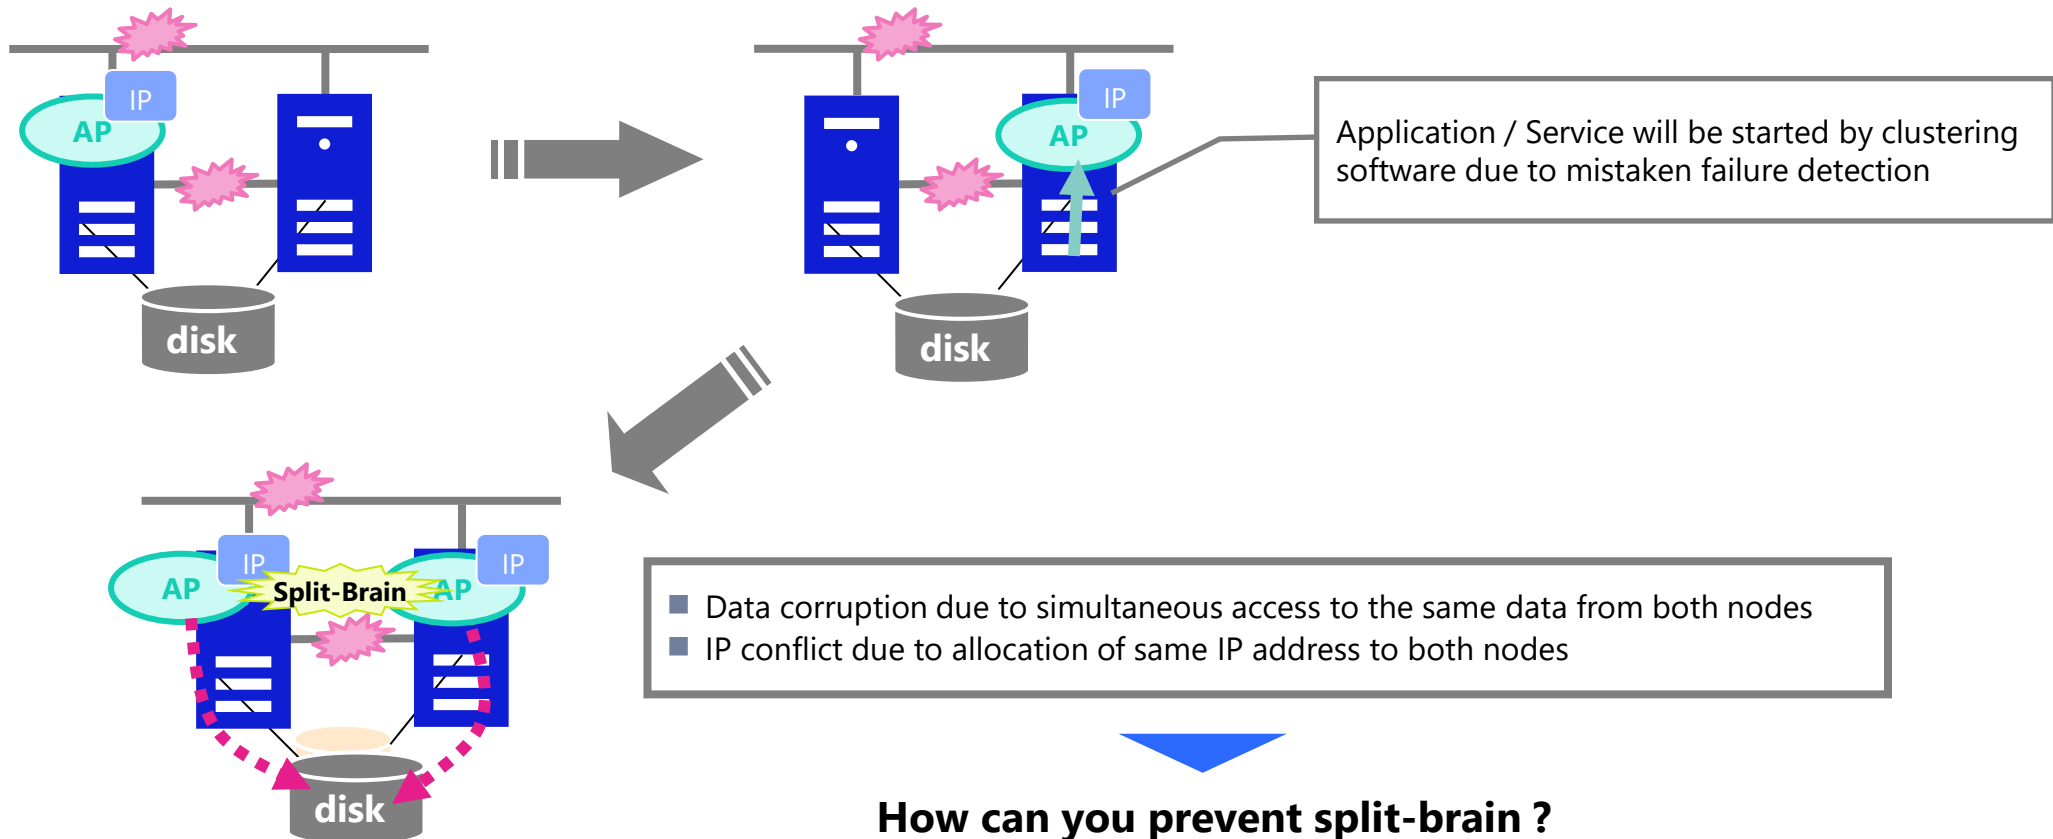 IP
AP
disk
IP
AP
disk
Application / Service will be started by clustering
software due to mistaken failure detection
IP
AP
Split-Brain
IP
AP
disk
Data corruption due to simultaneous access to the same data from both nodes
IP conflict due to allocation of same IP address to both nodes
How can you prevent split-brain ?